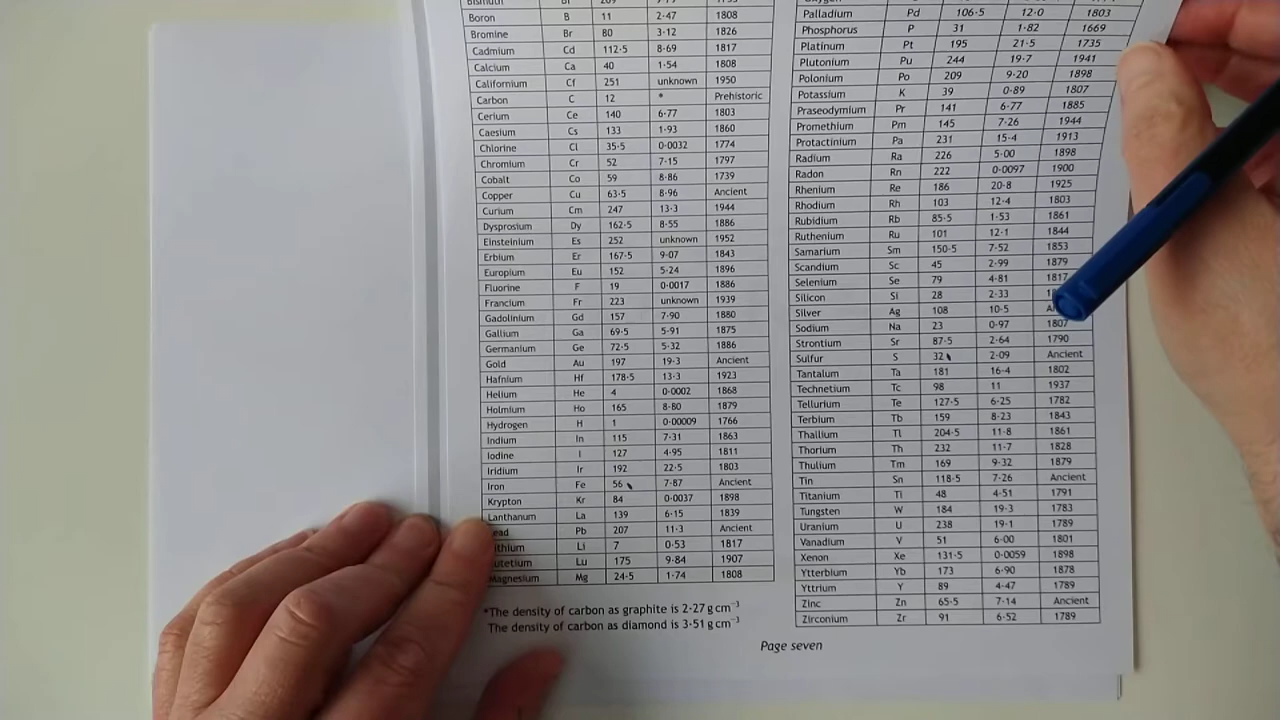 Boron B 11 2·47 1808
Bromine Br 80 3·12 1826
Cadmium Cd 112·5 8·69 1817
Calcium Ca 40 1·54 1808
Californium Cf 251 unknown 1950
Carbon C 12 * Prehistoric
Cerium Ce 140 6·77 1803
Caesium Cs 133 1·93 1860
Chlorine Cl 35·5 0·0032 1774
Chromium Cr 52 7·15 1797
Cobalt Co 59 8·86 1739
Copper Cu 63·5 8·96 Ancient
Curium Cm 247 13·3 1944
Dysprosium Dy 162·5 8·55 1886
Einsteinium Es 252 unknown 1952
Erbium Er 167·5 9·07 1843
Europium Eu 152 5·24 1896
Fluorine F 19 0·0017 1886
Francium Fr 223 unknown 1939
Gadolinium Gd 157 7·90 1880
Gallium Ga 69·5 5·91 1875
Germanium Ge 72·5 5·32 1886
Gold Au 197 19·3 Ancient
Hafnium Hf 178·5 13·3 1923
Helium He 4 0·0002 1868
Holmium Ho 165 8·80 1879
Hydrogen H 1 0·00009 1766
Indium In 115 7·31 1863
Iodine I 127 4·95 1811
Iridium Ir 192 22·5 1803
Iron Fe 56 7·87 Ancient
Krypton Kr 84 0·0037 1898
Lanthanum La 139 6·15 1839
ead Pb 207 11·3 Ancient
ithium Li 7 0·53 1817
utetium Lu 175 9·84 1907
Magnesium Mg 24·5 1·74 1808
*The density of carbon as graphite is 2·27 g cm⁻³
The density of carbon as diamond is 3·51 g cm⁻³
Palladium Pd 106·5 12·0 1803
Phosphorus P 31 1·82 1669
Platinum Pt 195 21·5 1735
Plutonium Pu 244 19·7 1941
Polonium Po 209 9·20 1898
Potassium K 39 0·89 1807
Praseodymium Pr 141 6·77 1885
Promethium Pm 145 7·26 1944
Protactinium Pa 231 15·4 1913
Radium Ra 226 5·00 1898
Radon Rn 222 0·0097 1900
Rhenium Re 186 20·8 1925
Rhodium Rh 103 12·4 1803
Rubidium Rb 85·5 1·53 1861
Ruthenium Ru 101 12·1 1844
Samarium Sm 150·5 7·52 1853
Scandium Sc 45 2·99 1879
Selenium Se 79 4·81 1817
Silicon Si 28 2·33
Silver Ag 108 10·5
Sodium Na 23 0·97 1807
Strontium Sr 87·5 2·64 1790
Sulfur S 32 2·09 Ancient
Tantalum Ta 181 16·4 1802
Technetium Tc 98 11 1937
Tellurium Te 127·5 6·25 1782
Terbium Tb 159 8·23 1843
Thallium Tl 204·5 11·8 1861
Thorium Th 232 11·7 1828
Thulium Tm 169 9·32 1879
Tin Sn 118·5 7·26 Ancient
Titanium Ti 48 4·51 1791
Tungsten W 184 19·3 1783
Uranium U 238 19·1 1789
Vanadium V 51 6·00 1801
Xenon Xe 131·5 0·0059 1898
Ytterbium Yb 173 6·90 1878
Yttrium Y 89 4·47 1789
Zinc Zn 65·5 7·14 Ancient
Zirconium Zr 91 6·52 1789
Page seven